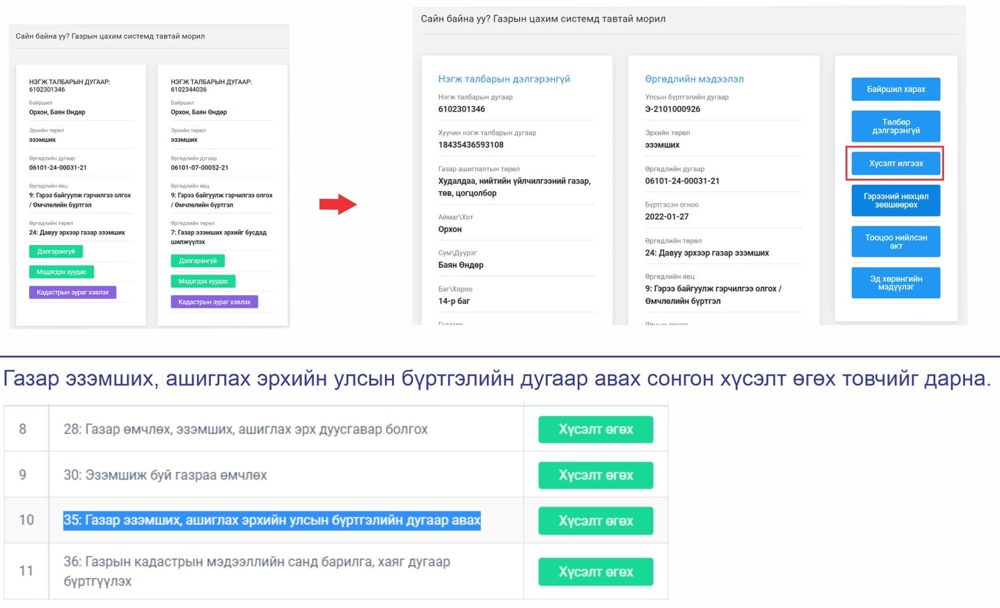 Сайн байна уу? Газрын цахим системд тавтай морил
НЭГЖ ТАЛБАРЫН ДУГААР:
6102301346
Байршил
Орхон, Баян Өндөр
Эрхийн төрөл
эзэмших
Өргөдлийн дугаар
06101-24-00031-21
Өргөдлийн явц
9: Гэрээ байгуулж гэрчилгээ олгох
/ Өмчлөлийн бүртгэл
Өргөдлийн төрөл
24: Давуу эрхээр газар эзэмших
Дэлгэрэнгүй
Мэдэгдэх хуудас
Кадастрын зураг хэвлэх
НЭГЖ ТАЛБАРЫН ДУГААР:
6102344036
Байршил
Орхон, Баян Өндөр
Эрхийн төрөл
эзэмших
Өргөдлийн дугаар
06101-07-00052-21
Өргөдлийн явц
9: Гэрээ байгуулж гэрчилгээ олгох
/ Өмчлөлийн бүртгэл
Өргөдлийн төрөл
7: Газар эзэмших эрхийг бусдад
шилжүүлэх
Дэлгэрэнгүй
Мэдэгдэх хуудас
Кадастрын зураг хэвлэх
Сайн байна уу? Газрын цахим системд тавтай морил
Нэгж талбарын дэлгэрэнгүй
Нэгж талбарын дугаар
6102301346
Хуучин нэгж талбарын дугаар
18435436593108
Газар ашиглалтын төрөл
Худалдаа, нийтийн үйлчилгээний газар,
төв, цогцолбор
Аймаг\Хот
Орхон
Сум\Дүүрэг
Баян Өндөр
Баг\Хороо
14-р баг
Гудамж
Өргөдлийн мэдээлэл
Улсын бүртгэлийн дугаар
Э-2101000926
Эрхийн төрөл
эзэмших
Өргөдлийн дугаар
06101-24-00031-21
Бүртгэсэн огноо
2022-01-27
Өргөдлийн төрөл
24: Давуу эрхээр газар эзэмших
Өргөдлийн явц
9: Гэрээ байгуулж гэрчилгээ олгох /
Өмчлөлийн бүртгэл
Явцын огноо
Байршил харах
Төлбөр
дэлгэрэнгүй
Хүсэлт илгээх
Гэрээний нөхцөл
зөвшөөрөх
Тооцоо нийлсэн
акт
Эд хөрөнгийн
мэдүүлэг
Газар эзэмших, ашиглах эрхийн улсын бүртгэлийн дугаар авах сонгон хүсэлт өгөх товчийг дарна.
8 28: Газар өмчлөх, эзэмших, ашиглах эрх дуусгавар болгох Хүсэлт өгөх
9 30: Эзэмшиж буй газраа өмчлөх Хүсэлт өгөх
10 35: Газар эзэмших, ашиглах эрхийн улсын бүртгэлийн дугаар авах Хүсэлт өгөх
11 36: Газрын кадастрын мэдээллийн санд барилга, хаяг дугаар
бүртгүүлэх Хүсэлт өгөх